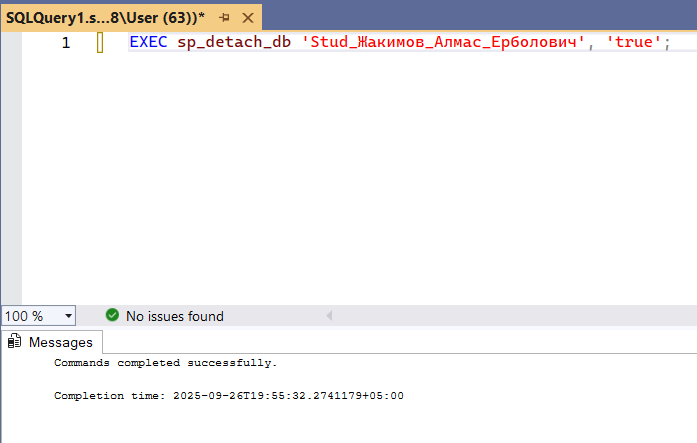 SQLQuery1.s...8\User (63))*
1 EXEC sp_detach_db 'Stud_Жакимов_Алмас_Ерболович', 'true';
100 % No issues found
Messages
Commands completed successfully.
Completion time: 2025-09-26T19:55:32.2741179+05:00